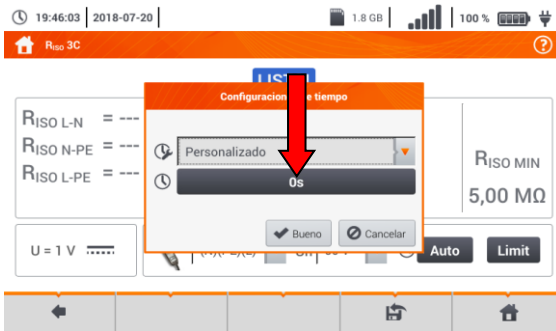 19:46:03 2018-07-20 1.8 GB 100 %
RISO 3C
Configuracion de tiempo
RISO L-N = ---
RISO N-PE = ---
RISO L-PE = ---
Personalizado
0s
RISO MIN
5,00 MΩ
Bueno Cancelar
U = 1 V
Auto Limit